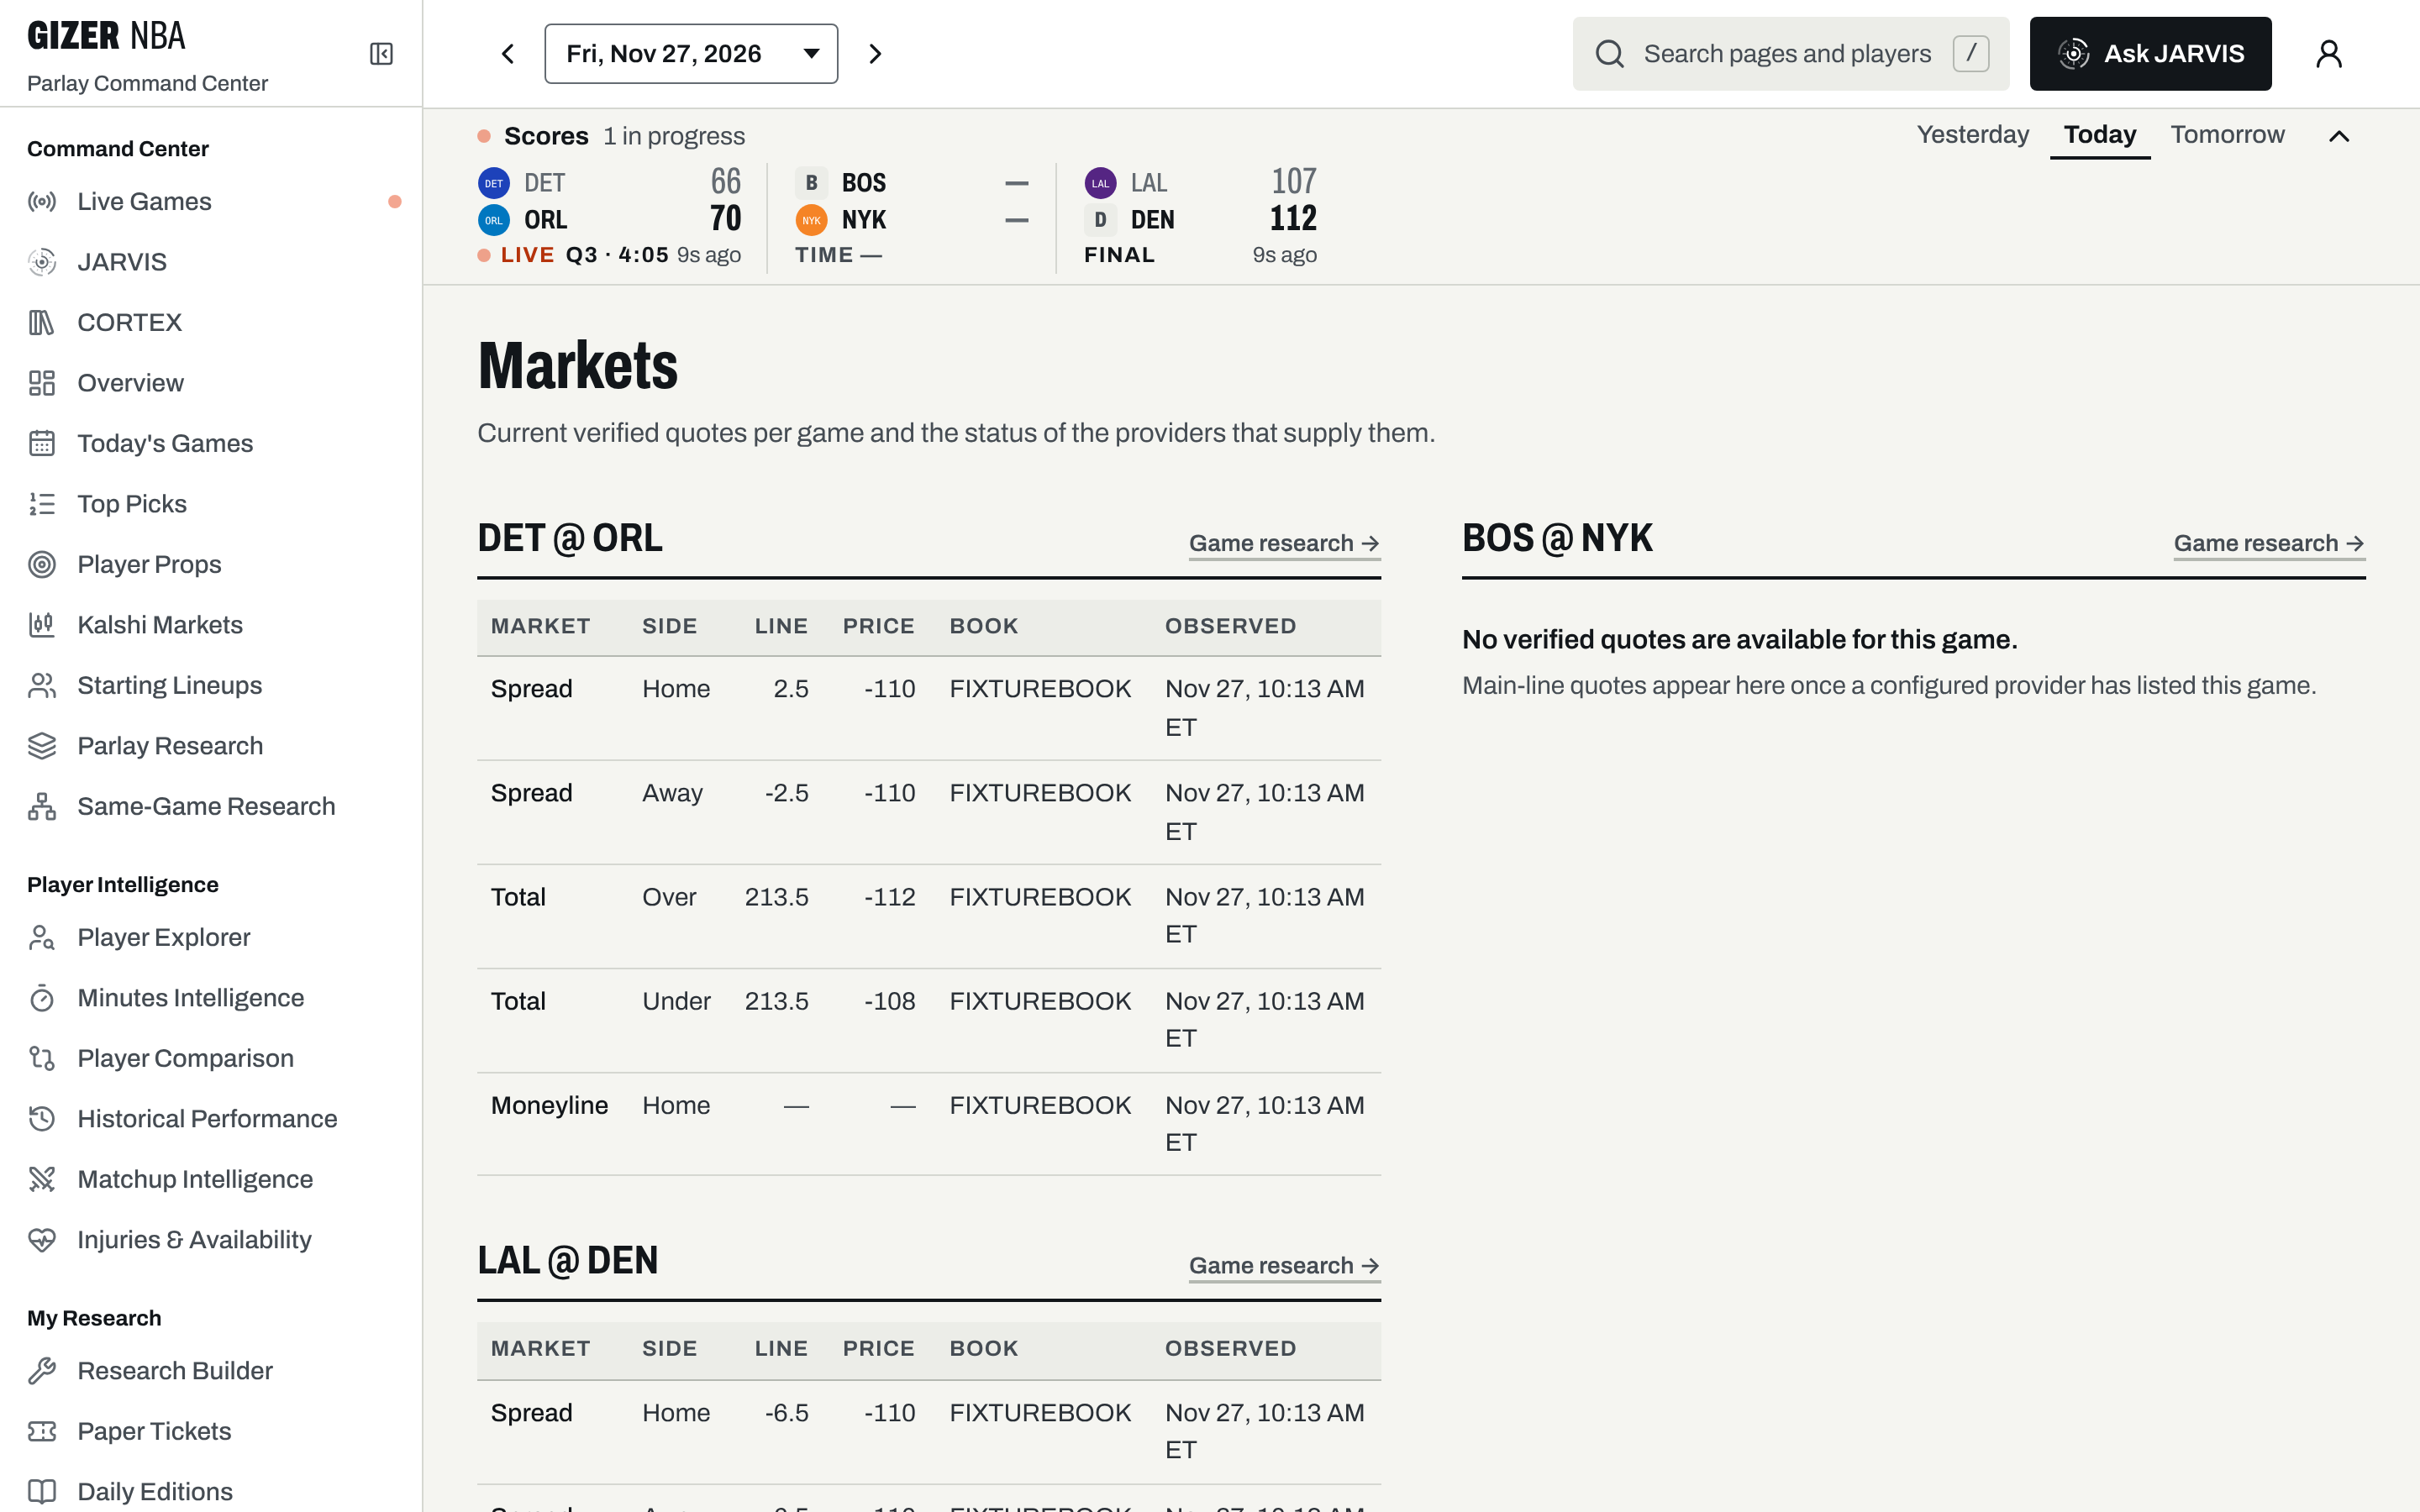 GIZER NBA
Parlay Command Center
Command Center
Live Games
JARVIS
CORTEX
Overview
Today's Games
Top Picks
Player Props
Kalshi Markets
Starting Lineups
Parlay Research
Same-Game Research
Player Intelligence
Player Explorer
Minutes Intelligence
Player Comparison
Historical Performance
Matchup Intelligence
Injuries & Availability
My Research
Research Builder
Paper Tickets
Daily Editions
Fri, Nov 27, 2026
Search pages and players /
Ask JARVIS
Scores 1 in progress
Yesterday Today Tomorrow
DET DET 66
ORL ORL 70
LIVE Q3 · 4:05 9s ago
B BOS —
NYK NYK —
TIME —
LAL LAL 107
D DEN 112
FINAL 9s ago
Markets
Current verified quotes per game and the status of the providers that supply them.
DET @ ORL Game research →
MARKET SIDE LINE PRICE BOOK OBSERVED
Spread Home 2.5 -110 FIXTUREBOOK Nov 27, 10:13 AM
ET
Spread Away -2.5 -110 FIXTUREBOOK Nov 27, 10:13 AM
ET
Total Over 213.5 -112 FIXTUREBOOK Nov 27, 10:13 AM
ET
Total Under 213.5 -108 FIXTUREBOOK Nov 27, 10:13 AM
ET
Moneyline Home — — FIXTUREBOOK Nov 27, 10:13 AM
ET
BOS @ NYK Game research →
No verified quotes are available for this game.
Main-line quotes appear here once a configured provider has listed this game.
LAL @ DEN Game research →
MARKET SIDE LINE PRICE BOOK OBSERVED
Spread Home -6.5 -110 FIXTUREBOOK Nov 27, 10:13 AM
ET